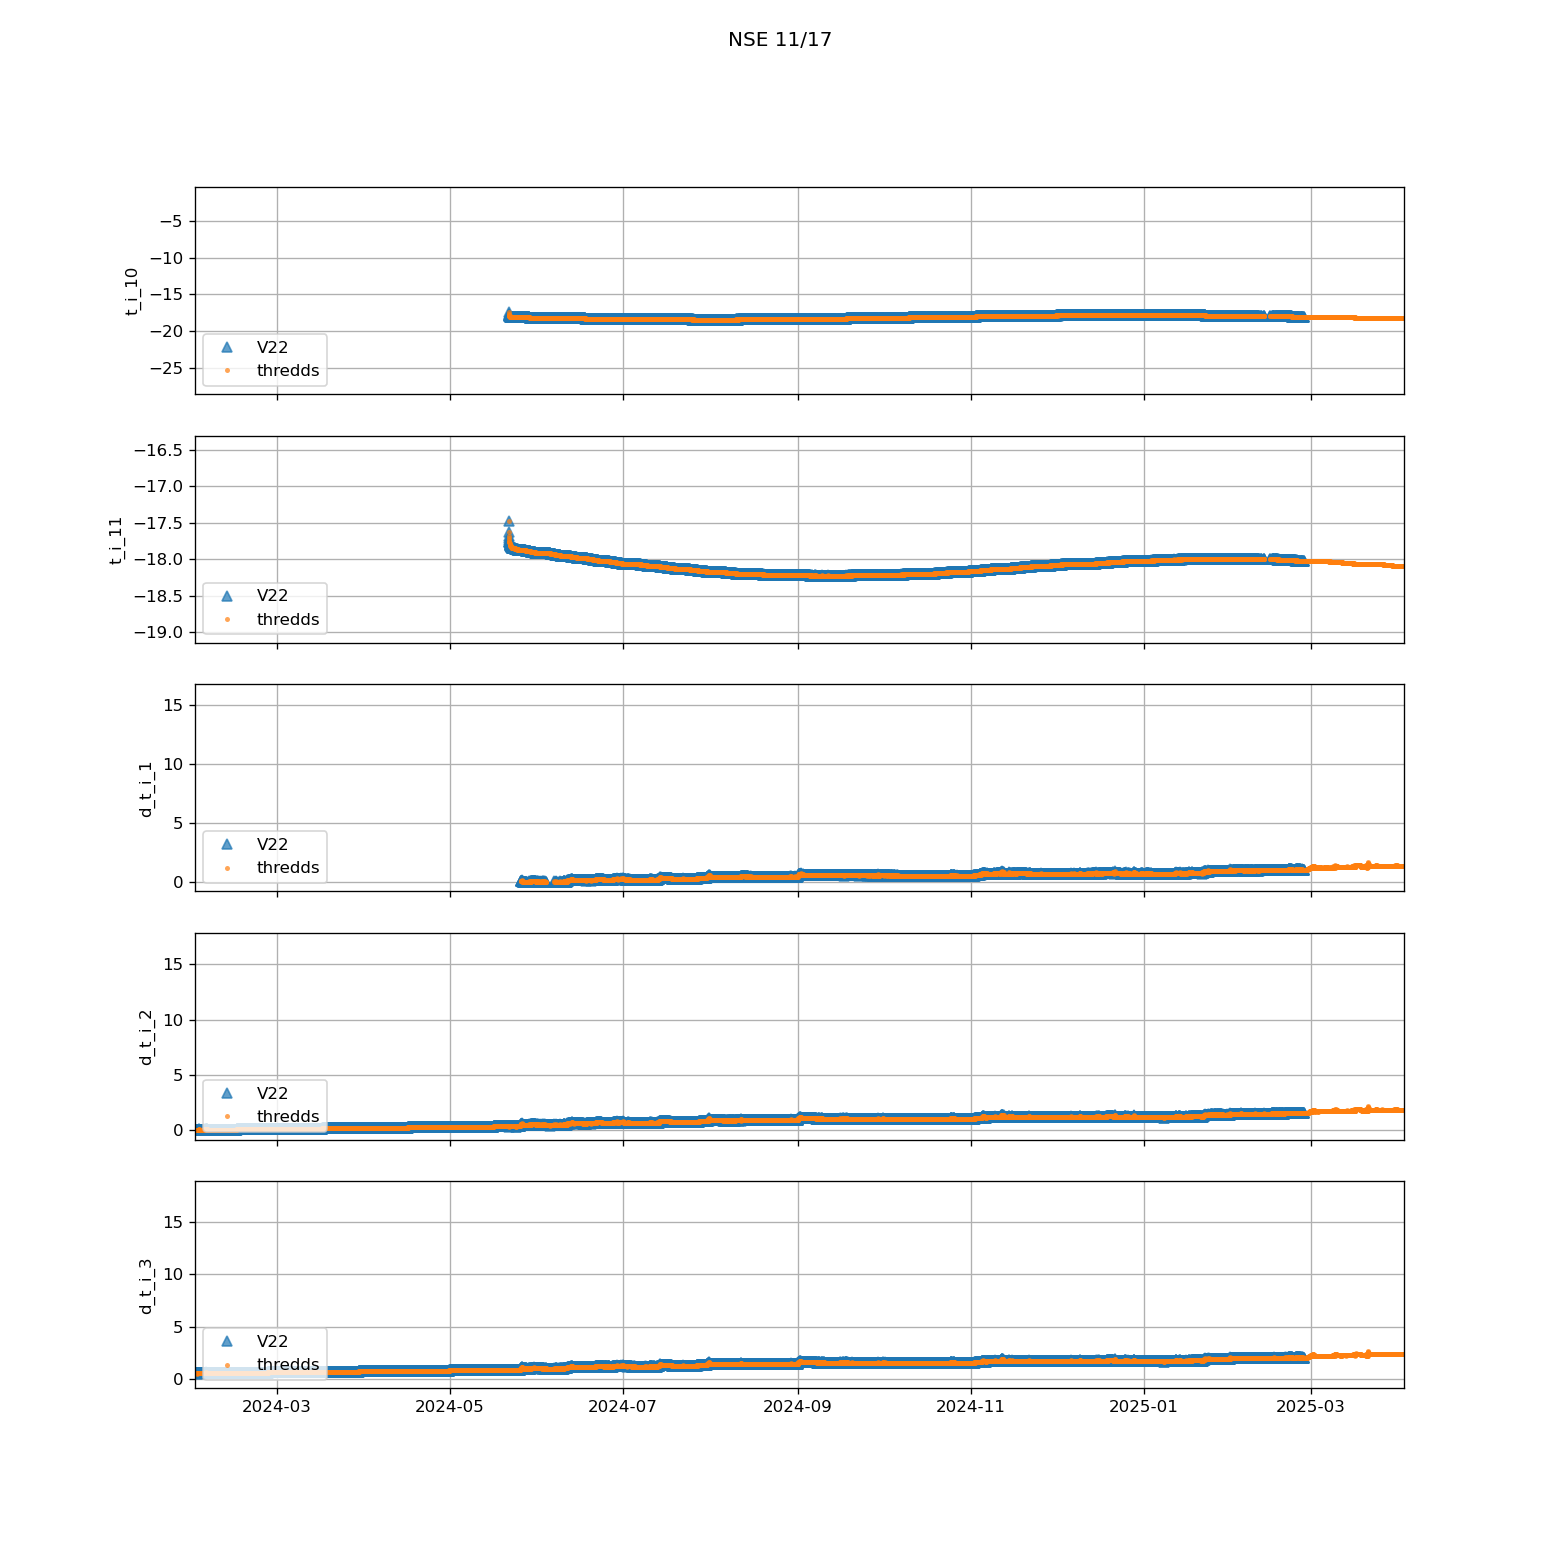 NSE 11/17
t_i_10
−5
−10
−15
−20
−25
V22
thredds
t_i_11
−16.5
−17.0
−17.5
−18.0
−18.5
−19.0
V22
thredds
d_t_i_1
15
10
5
0
V22
thredds
d_t_i_2
15
10
5
0
V22
thredds
d_t_i_3
15
10
5
0
V22
thredds
2024-03 2024-05 2024-07 2024-09 2024-11 2025-01 2025-03